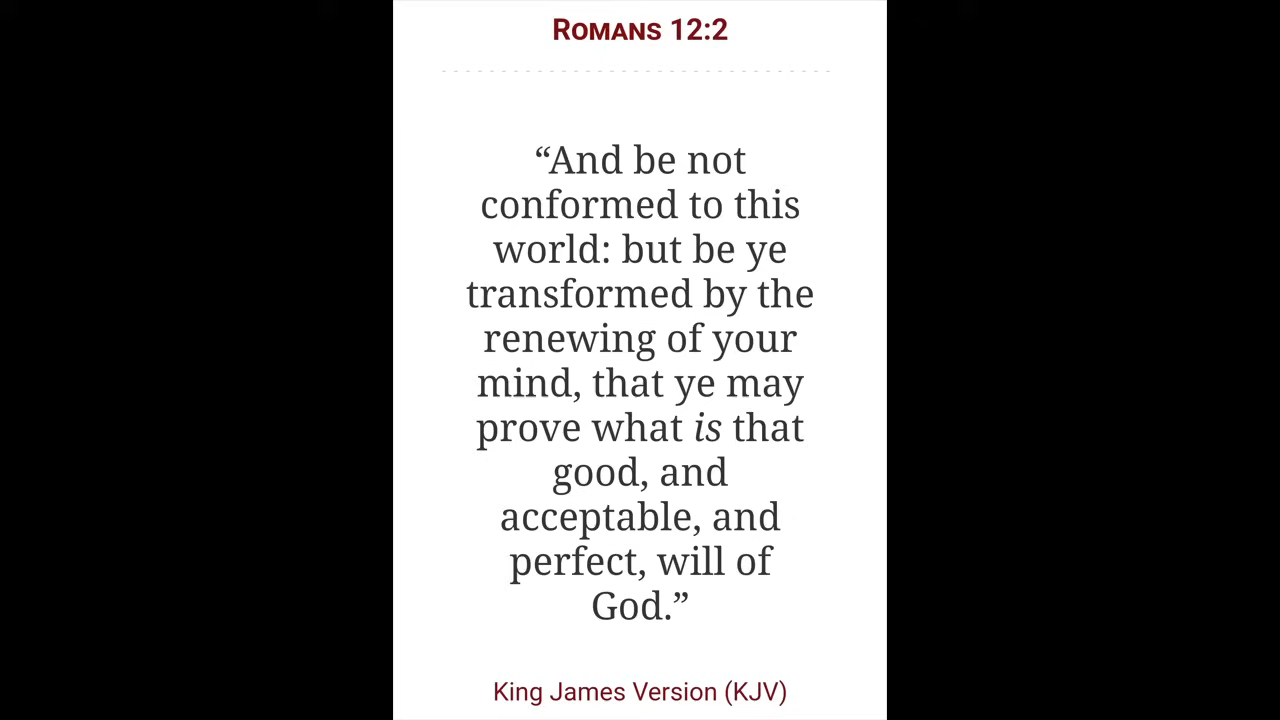 Romans 12:2
“And be not
conformed to this
world: but be ye
transformed by the
renewing of your
mind, that ye may
prove what is that
good, and
acceptable, and
perfect, will of
God.”
King James Version (KJV)